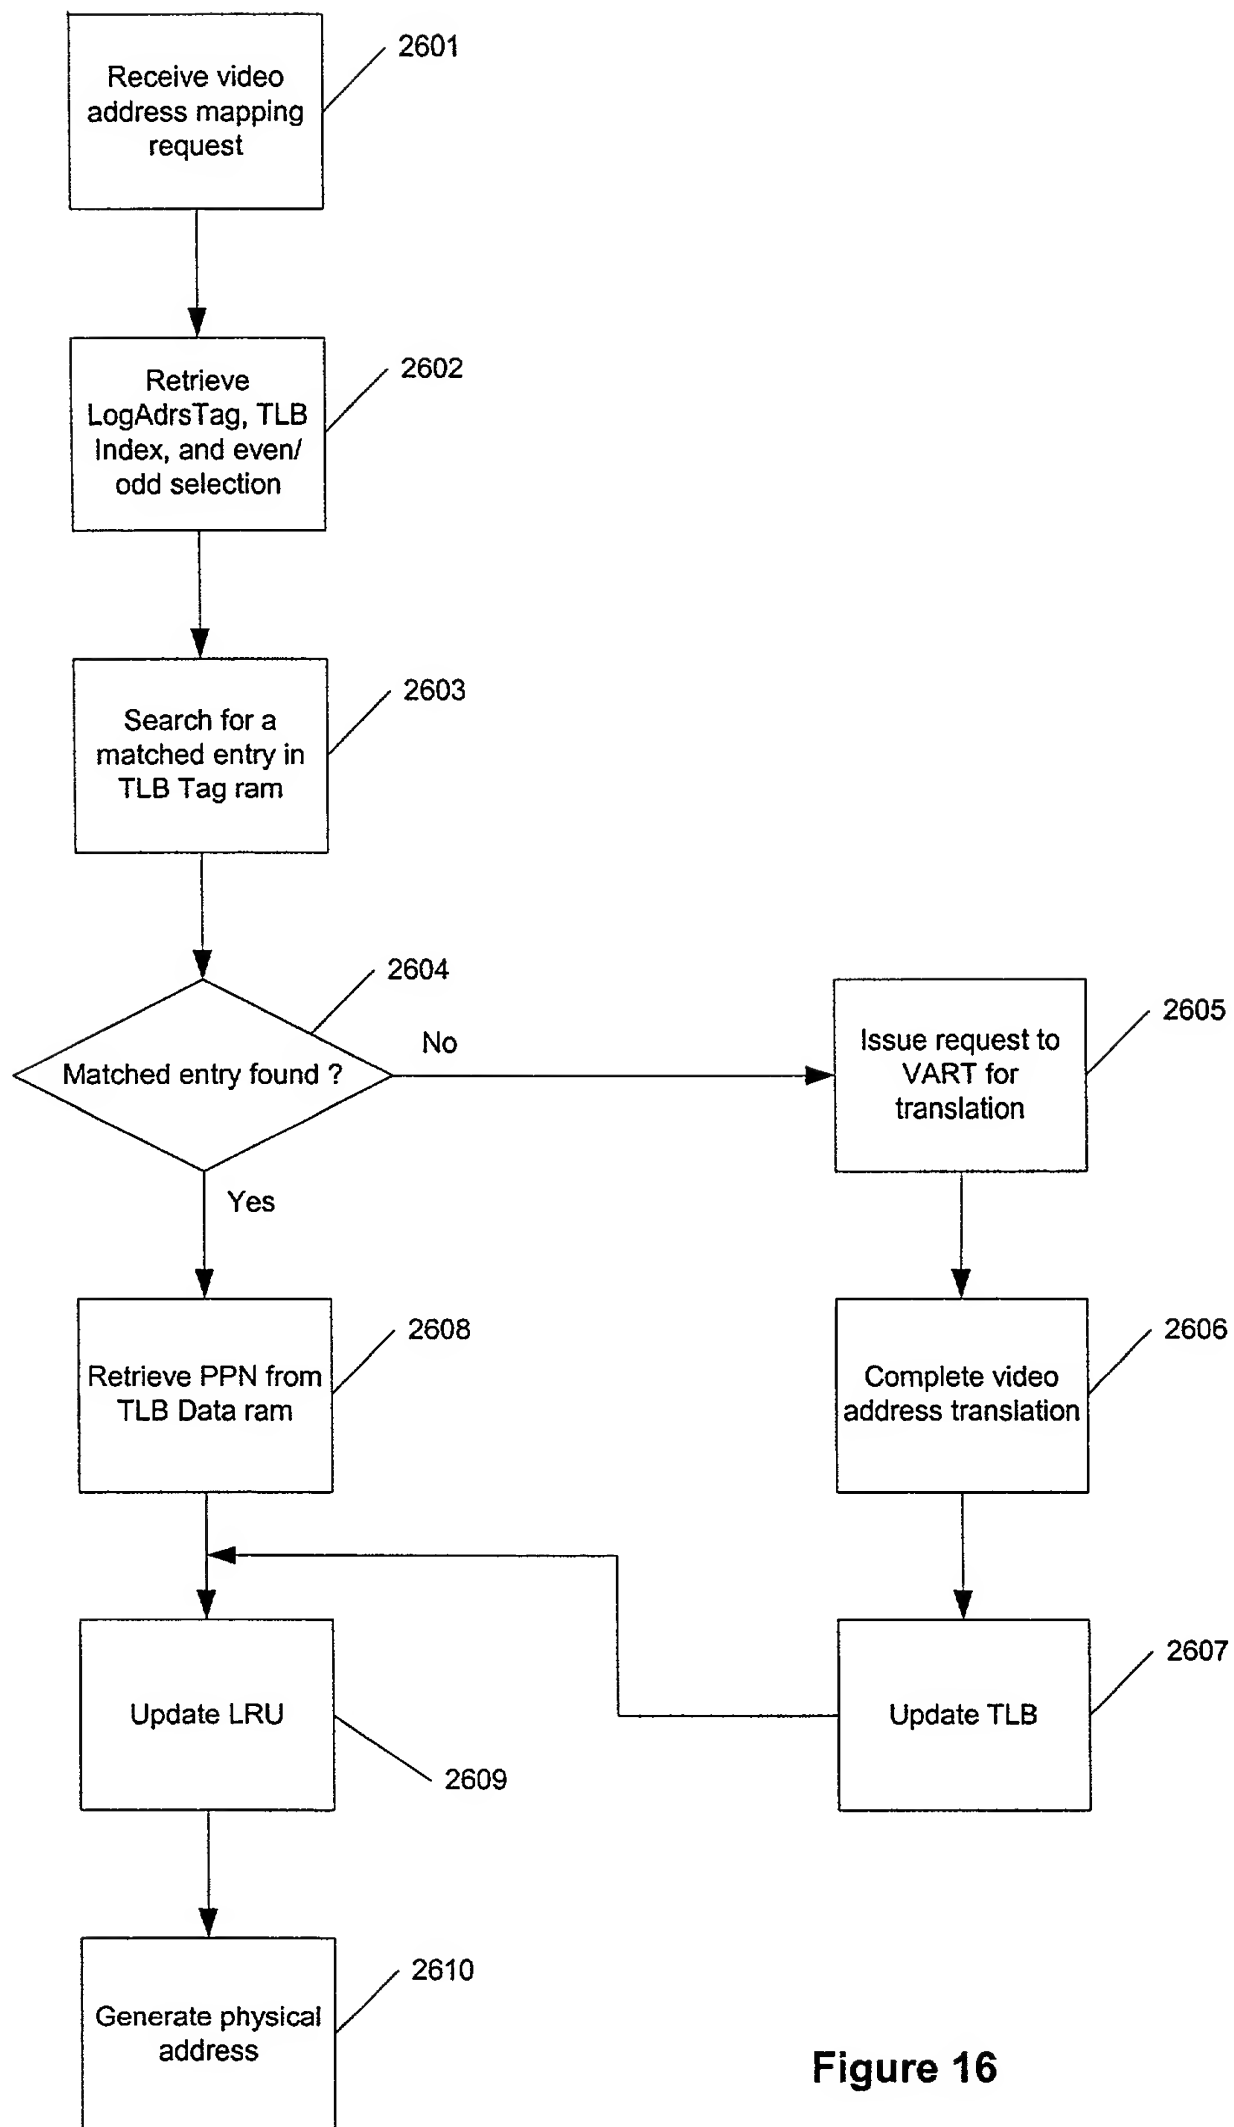 Receive video
address mapping
request
2601
Retrieve
LogAdrsTag, TLB
Index, and even/
odd selection
2602
Search for a
matched entry in
TLB Tag ram
2603
Matched entry found ?
2604
No
Yes
Issue request to
VART for
translation
2605
Complete video
address translation
2606
Update TLB
2607
Retrieve PPN from
TLB Data ram
2608
Update LRU
2609
Generate physical
address
2610
Figure 16